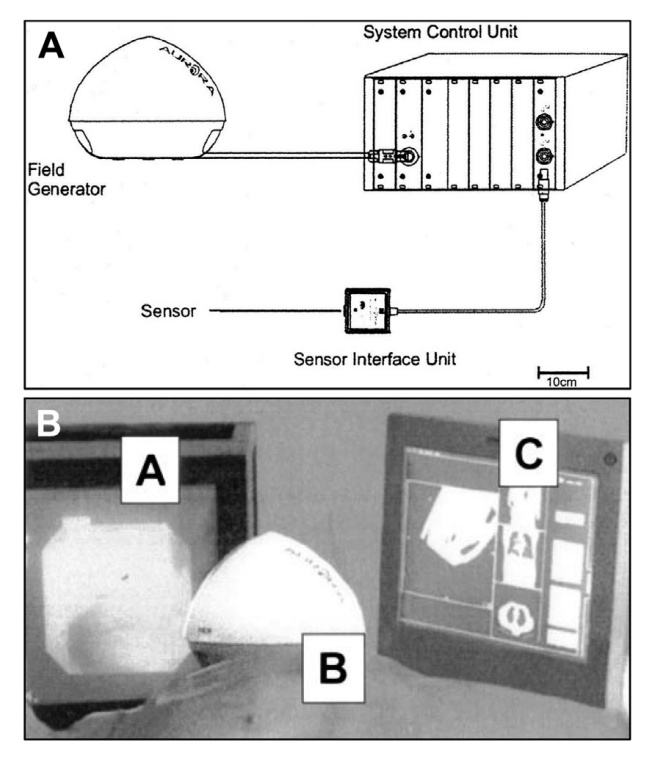 A
System Control Unit
AURORA
Field
Generator
Sensor
Sensor Interface Unit
10cm
B
A
C
AURORA
B